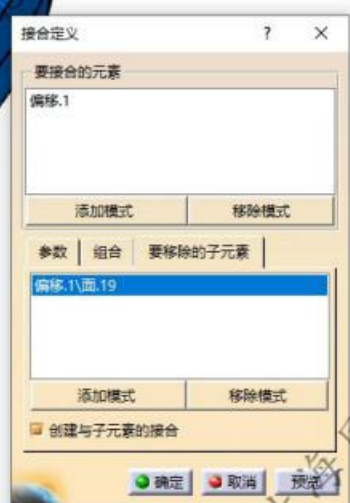 接合定义 ? ×
要接合的元素
偏移.1
添加模式 移除模式
参数 组合 要移除的子元素
偏移.1\面.19
添加模式 移除模式
创建与子元素的接合
确定 取消 预览